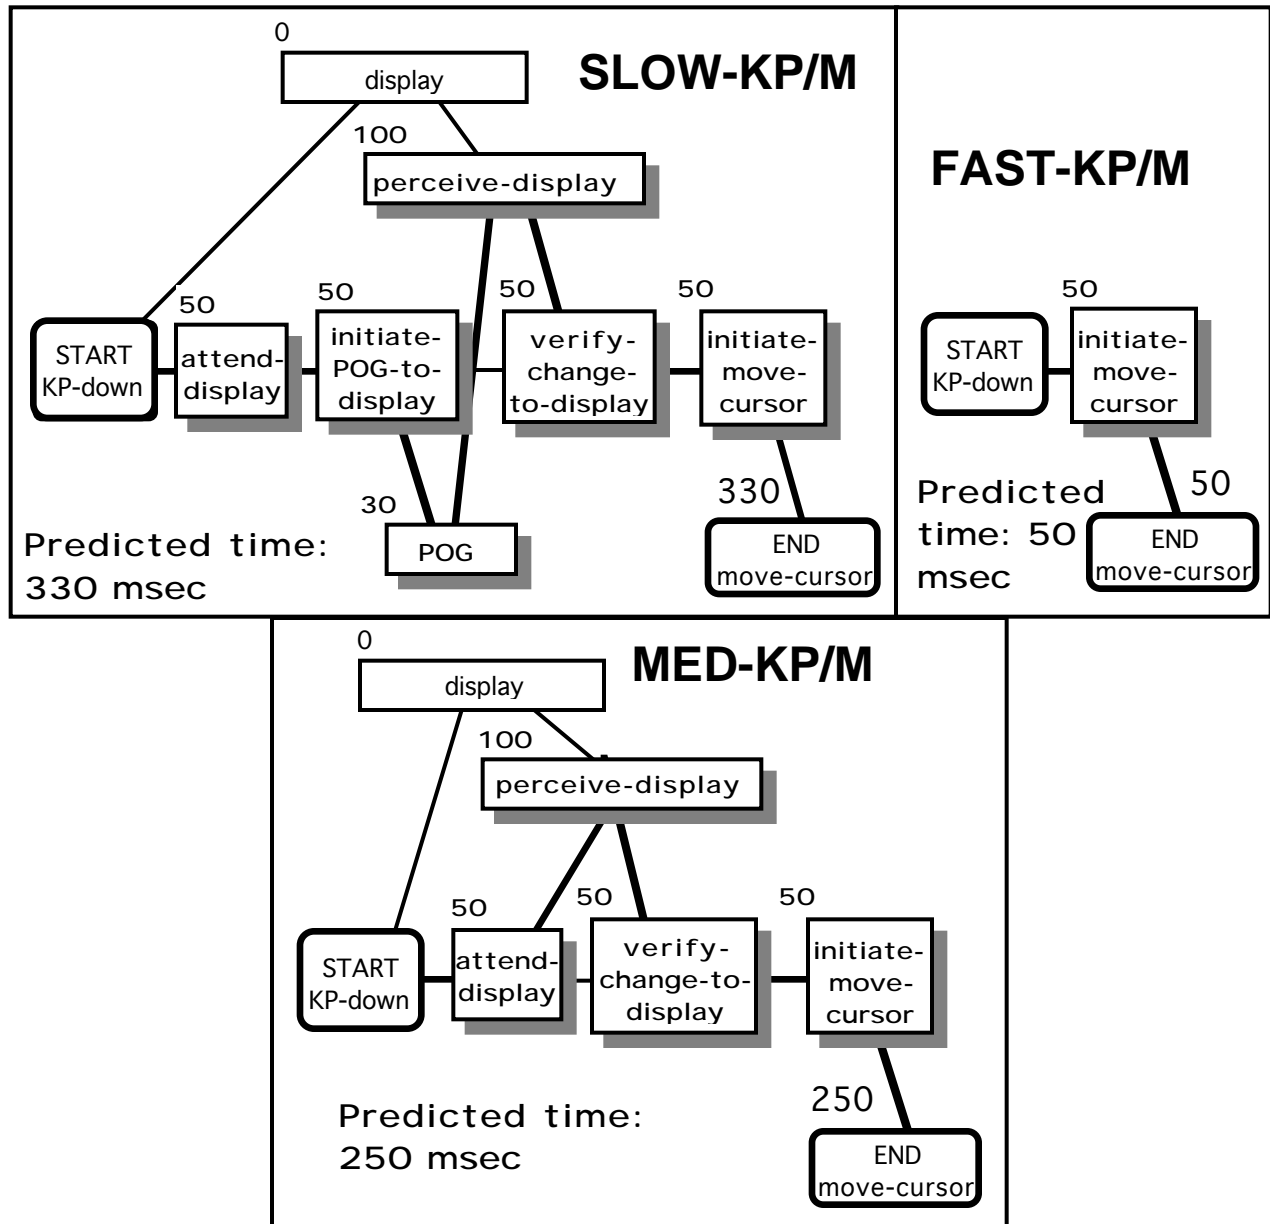 SLOW-KP/M
0
display
100
perceive-display
START
KP-down
50
attend-
display
50
initiate-
POG-to-
display
50
verify-
change-
to-display
50
initiate-
move-
cursor
30
POG
330
END
move-cursor
Predicted time:
330 msec
FAST-KP/M
START
KP-down
50
initiate-
move-
cursor
50
END
move-cursor
Predicted
time: 50
msec
MED-KP/M
0
display
100
perceive-display
START
KP-down
50
attend-
display
50
verify-
change-to-
display
50
initiate-
move-
cursor
250
END
move-cursor
Predicted time:
250 msec